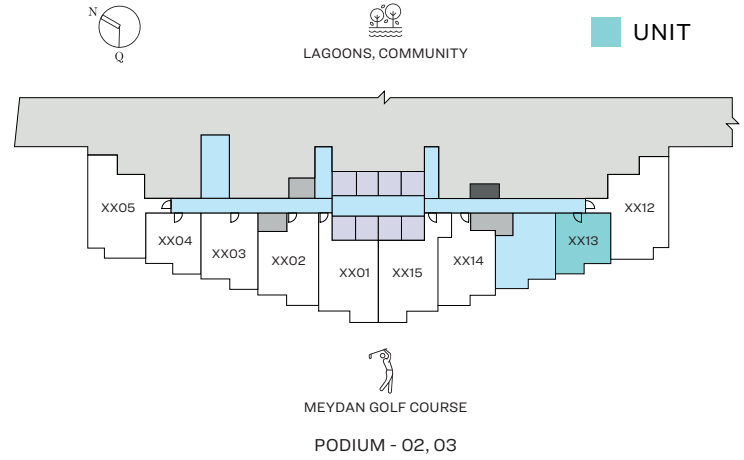 N
Q
LAGOONS, COMMUNITY
UNIT
XX05
XX12
XX04
XX03
XX02
XX01
XX15
XX14
XX13
MEYDAN GOLF COURSE
PODIUM - 02, 03